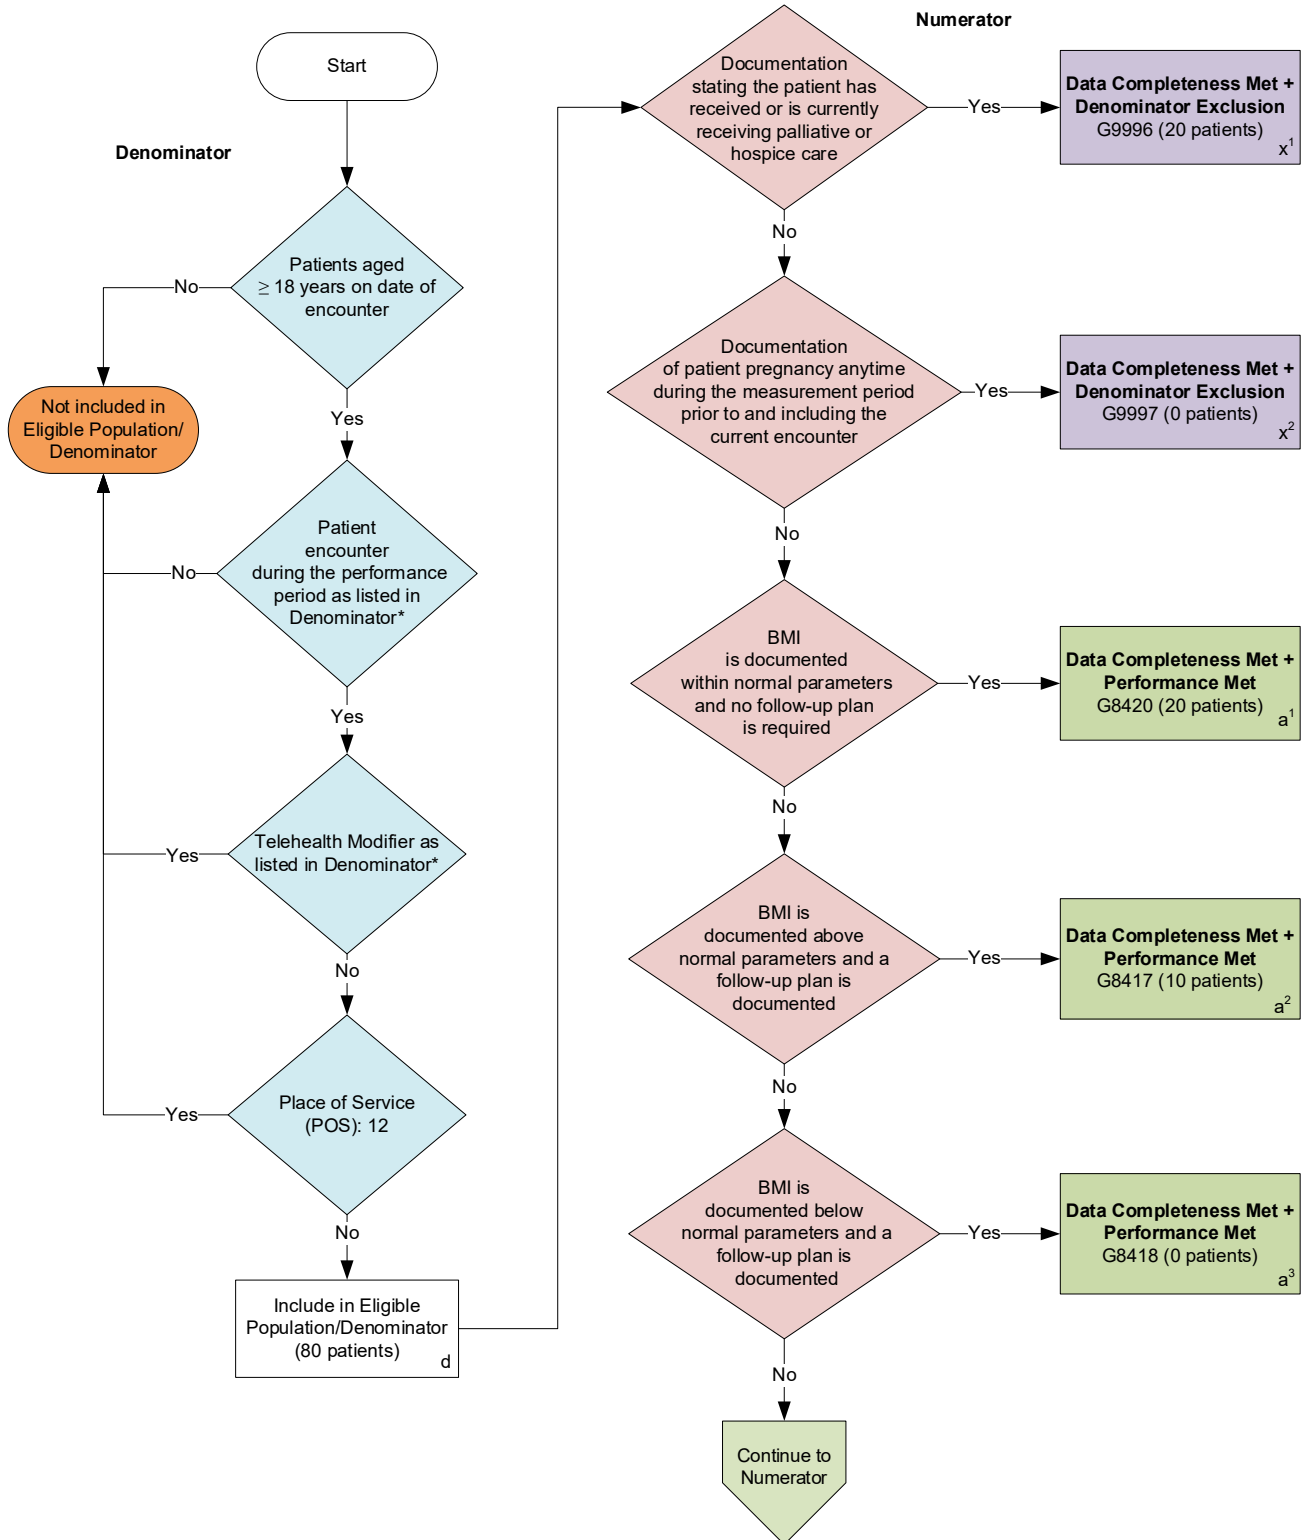 Numerator
Start
Denominator
Patients aged
≥ 18 years on date of
encounter
No
Yes
Not included in
Eligible Population/
Denominator
Patient
encounter
during the performance
period as listed in
Denominator*
No
Yes
Telehealth Modifier as
listed in Denominator*
Yes
No
Place of Service
(POS): 12
Yes
No
Include in Eligible
Population/Denominator
(80 patients)
d
Documentation
stating the patient has
received or is currently
receiving palliative or
hospice care
Yes
Data Completeness Met +
Denominator Exclusion
G9996 (20 patients)
x¹
No
Documentation
of patient pregnancy anytime
during the measurement period
prior to and including the
current encounter
Yes
Data Completeness Met +
Denominator Exclusion
G9997 (0 patients)
x²
No
BMI
is documented
within normal parameters
and no follow-up plan
is required
Yes
Data Completeness Met +
Performance Met
G8420 (20 patients)
a¹
No
BMI is
documented above
normal parameters and a
follow-up plan is
documented
Yes
Data Completeness Met +
Performance Met
G8417 (10 patients)
a²
No
BMI is
documented below
normal parameters and a
follow-up plan is
documented
Yes
Data Completeness Met +
Performance Met
G8418 (0 patients)
a³
No
Continue to
Numerator